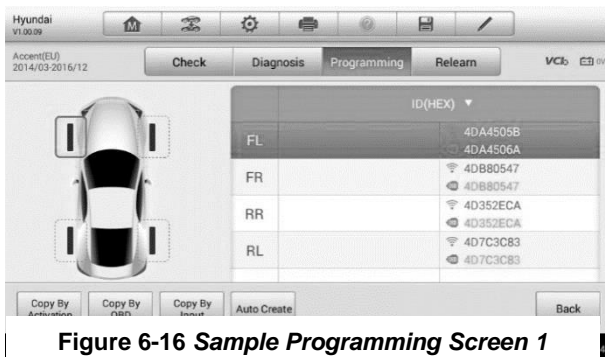 Hyundai
V1.00.09
Accent(EU)
2014/03-2016/12
Check
Diagnosis
Programming
Relearn
VCI
0V
ID(HEX) ▼
FL
4DA4505B
4DA4506A
FR
4DB80547
4DB80547
RR
4D352ECA
4D352ECA
RL
4D7C3C83
4D7C3C83
Copy By
Activation
Copy By
OBD
Copy By
Input
Auto Create
Back
Figure 6-16 Sample Programming Screen 1